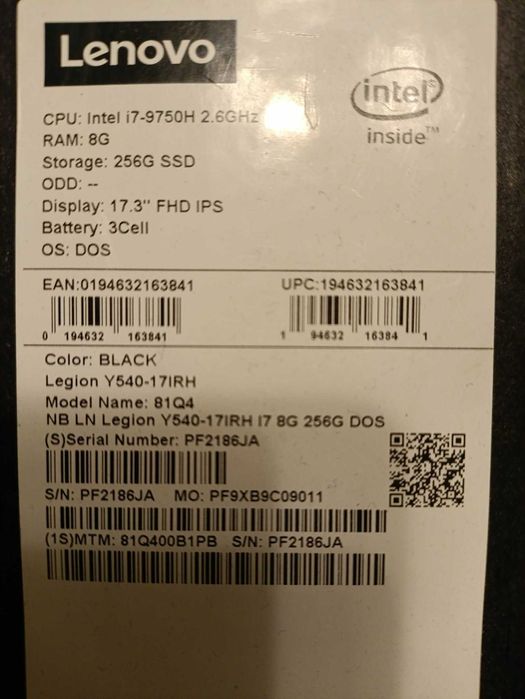 Lenovo
CPU: Intel i7-9750H 2.6GHz
RAM: 8G
Storage: 256G SSD
ODD: --
Display: 17.3'' FHD IPS
Battery: 3Cell
OS: DOS
intel®
inside™
EAN:0194632163841 UPC:194632163841
0 194632 163841 1 94632 16384 1
Color: BLACK
Legion Y540-17IRH
Model Name: 81Q4
NB LN Legion Y540-17IRH I7 8G 256G DOS
(S)Serial Number: PF2186JA
S/N: PF2186JA MO: PF9XB9C09011
(1S)MTM: 81Q400B1PB S/N: PF2186JA